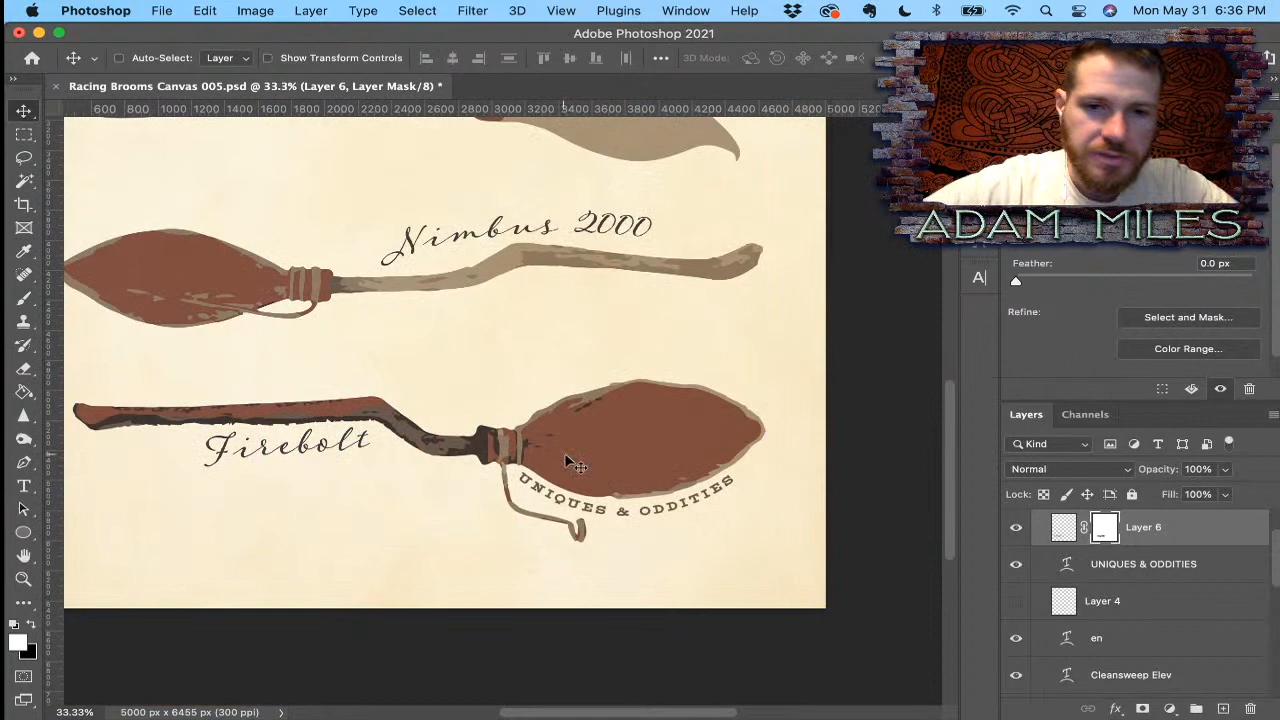 Photoshop File Edit Image Layer Type Select Filter 3D View Plugins Window Help Mon May 31 6:36 PM
Adobe Photoshop 2021
Auto-Select: Layer Show Transform Controls 3D Mode:
Racing Brooms Canvas 005.psd @ 33.3% (Layer 6, Layer Mask/8) *
600 800 1000 1200 1400 1600 1800 2000 2200 2400 2600 2800 3000 3200 3400 3600 3800 4000 4200 4400 4600 4800 5000
ADAM MILES
Nimbus 2000
Firebolt
UNIQUES & ODDITIES
A
Feather: 0.0 px
Refine: Select and Mask...
Color Range...
Layers Channels
Kind
Normal Opacity: 100%
Lock: Fill: 100%
Layer 6
UNIQUES & ODDITIES
Layer 4
en
Cleansweep Elev
fx
33.33% 5000 px x 6455 px (300 ppi)